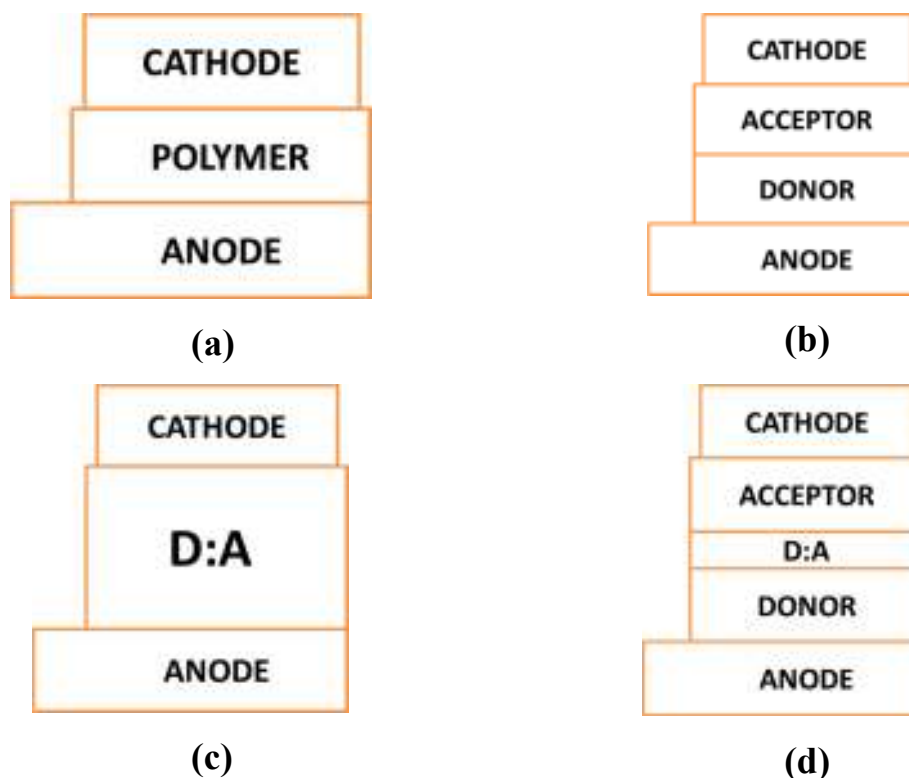 CATHODE
POLYMER
ANODE
(a)
CATHODE
ACCEPTOR
DONOR
ANODE
(b)
CATHODE
D:A
ANODE
(c)
CATHODE
ACCEPTOR
D:A
DONOR
ANODE
(d)